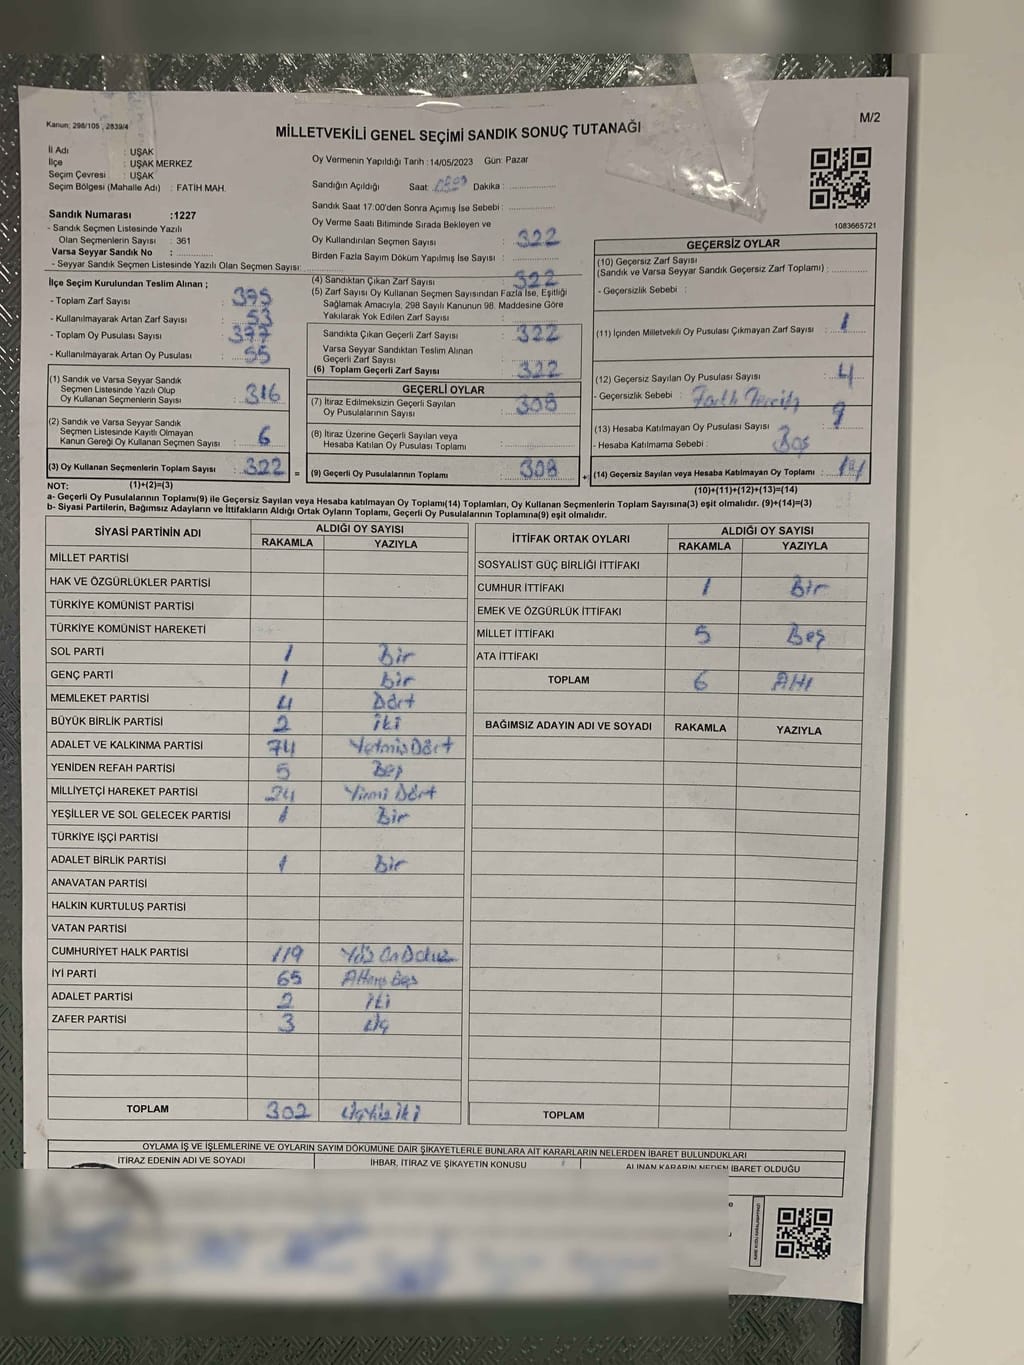 Kanun: 298/105, 2839/4
MİLLETVEKİLİ GENEL SEÇİMİ SANDIK SONUÇ TUTANAĞI
M/2
İl Adı : UŞAK
İlçe : UŞAK MERKEZ
Seçim Çevresi : UŞAK
Seçim Bölgesi (Mahalle Adı) : FATİH MAH.
Sandık Numarası :1227
- Sandık Seçmen Listesinde Yazılı
Olan Seçmenlerin Sayısı : 361
Varsa Seyyar Sandık No :
- Seyyar Sandık Seçmen Listesinde Yazılı Olan Seçmen Sayısı:
Oy Vermenin Yapıldığı Tarih :14/05/2023 Gün: Pazar
Sandığın Açıldığı Saat: Dakika :
Sandık Saat 17:00'den Sonra Açımış İse Sebebi :
Oy Verme Saati Bitiminde Sırada Bekleyen ve
Oy Kullandırılan Seçmen Sayısı : 322
Birden Fazla Sayım Döküm Yapılmış İse Sayısı :
1083665721
İlçe Seçim Kurulundan Teslim Alınan ;
- Toplam Zarf Sayısı : 375
- Kullanılmayarak Artan Zarf Sayısı : 53
- Toplam Oy Pusulası Sayısı : 377
- Kullanılmayarak Artan Oy Pusulası : 55
(1) Sandık ve Varsa Seyyar Sandık
Seçmen Listesinde Yazılı Olup
Oy Kullanan Seçmenlerin Sayısı : 316
(2) Sandık ve Varsa Seyyar Sandık
Seçmen Listesinde Kayıtlı Olmayan
Kanun Gereği Oy Kullanan Seçmen Sayısı : 6
(3) Oy Kullanan Seçmenlerin Toplam Sayısı : 322 =
(4) Sandıktan Çıkan Zarf Sayısı : 322
(5) Zarf Sayısı Oy Kullanan Seçmen Sayısından Fazla İse, Eşitliği
Sağlamak Amacıyla, 298 Sayılı Kanunun 98. Maddesine Göre
Yakılarak Yok Edilen Zarf Sayısı :
Sandıkta Çıkan Geçerli Zarf Sayısı : 322
Varsa Seyyar Sandıktan Teslim Alınan
Geçerli Zarf Sayısı :
(6) Toplam Geçerli Zarf Sayısı : 322
GEÇERLİ OYLAR
(7) İtiraz Edilmeksizin Geçerli Sayılan
Oy Pusulalarının Sayısı : 308
(8) İtiraz Üzerine Geçerli Sayılan veya
Hesaba Katılan Oy Pusulası Toplamı :
(9) Geçerli Oy Pusulalarının Toplamı : 308 +
GEÇERSİZ OYLAR
(10) Geçersiz Zarf Sayısı
(Sandık ve Varsa Seyyar Sandık Geçersiz Zarf Toplamı) :
- Geçersizlik Sebebi :
(11) İçinden Milletvekili Oy Pusulası Çıkmayan Zarf Sayısı : 1
(12) Geçersiz Sayılan Oy Pusulası Sayısı : 4
- Geçersizlik Sebebi : Farklı Tercih
(13) Hesaba Katılmayan Oy Pusulası Sayısı : 9
- Hesaba Katılmama Sebebi : Boş
(14) Geçersiz Sayılan veya Hesaba Katılmayan Oy Toplamı : 14
NOT: (1)+(2)=(3)
(10)+(11)+(12)+(13)=(14)
a- Geçerli Oy Pusulalarının Toplamı(9) ile Geçersiz Sayılan veya Hesaba katılmayan Oy Toplamı(14) Toplamları, Oy Kullanan Seçmenlerin Toplam Sayısına(3) eşit olmalıdır. (9)+(14)=(3)
b- Siyasi Partilerin, Bağımsız Adayların ve İttifakların Aldığı Ortak Oyların Toplamı, Geçerli Oy Pusulalarının Toplamına(9) eşit olmalıdır.
SİYASİ PARTİNİN ADI ALDIĞI OY SAYISI
RAKAMLA YAZIYLA
MİLLET PARTİSİ
HAK VE ÖZGÜRLÜKLER PARTİSİ
TÜRKİYE KOMÜNİST PARTİSİ
TÜRKİYE KOMÜNİST HAREKETİ
SOL PARTİ 1 Bir
GENÇ PARTİ 1 Bir
MEMLEKET PARTİSİ 4 Dört
BÜYÜK BİRLİK PARTİSİ 2 İki
ADALET VE KALKINMA PARTİSİ 74 Yetmiş Dört
YENİDEN REFAH PARTİSİ 5 Beş
MİLLİYETÇİ HAREKET PARTİSİ 24 Yirmi Dört
YEŞİLLER VE SOL GELECEK PARTİSİ 1 Bir
TÜRKİYE İŞÇİ PARTİSİ
ADALET BİRLİK PARTİSİ 1 Bir
ANAVATAN PARTİSİ
HALKIN KURTULUŞ PARTİSİ
VATAN PARTİSİ
CUMHURİYET HALK PARTİSİ 119 Yüz On Dokuz
İYİ PARTİ 65 Altmış Beş
ADALET PARTİSİ 2 İki
ZAFER PARTİSİ 3 Üç
TOPLAM 302 Üçyüz iki
İTTİFAK ORTAK OYLARI ALDIĞI OY SAYISI
RAKAMLA YAZIYLA
SOSYALİST GÜÇ BİRLİĞİ İTTİFAKI
CUMHUR İTTİFAKI 1 Bir
EMEK VE ÖZGÜRLÜK İTTİFAKI
MİLLET İTTİFAKI 5 Beş
ATA İTTİFAKI
TOPLAM 6 Altı
BAĞIMSIZ ADAYIN ADI VE SOYADI RAKAMLA YAZIYLA
TOPLAM
OYLAMA İŞ VE İŞLEMLERİNE VE OYLARIN SAYIM DÖKÜMÜNE DAİR ŞİKAYETLERLE BUNLARA AİT KARARLARIN NELERDEN İBARET BULUNDUKLARI
İTİRAZ EDENİN ADI VE SOYADI İHBAR, İTİRAZ VE ŞİKAYETİN KONUSU ALINAN KARARIN NEDEN İBARET OLDUĞU